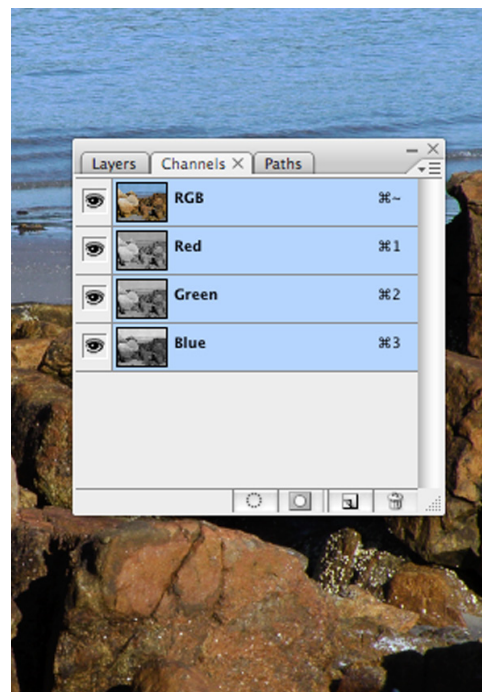 Layers Channels Paths
RGB ⌘~
Red ⌘1
Green ⌘2
Blue ⌘3